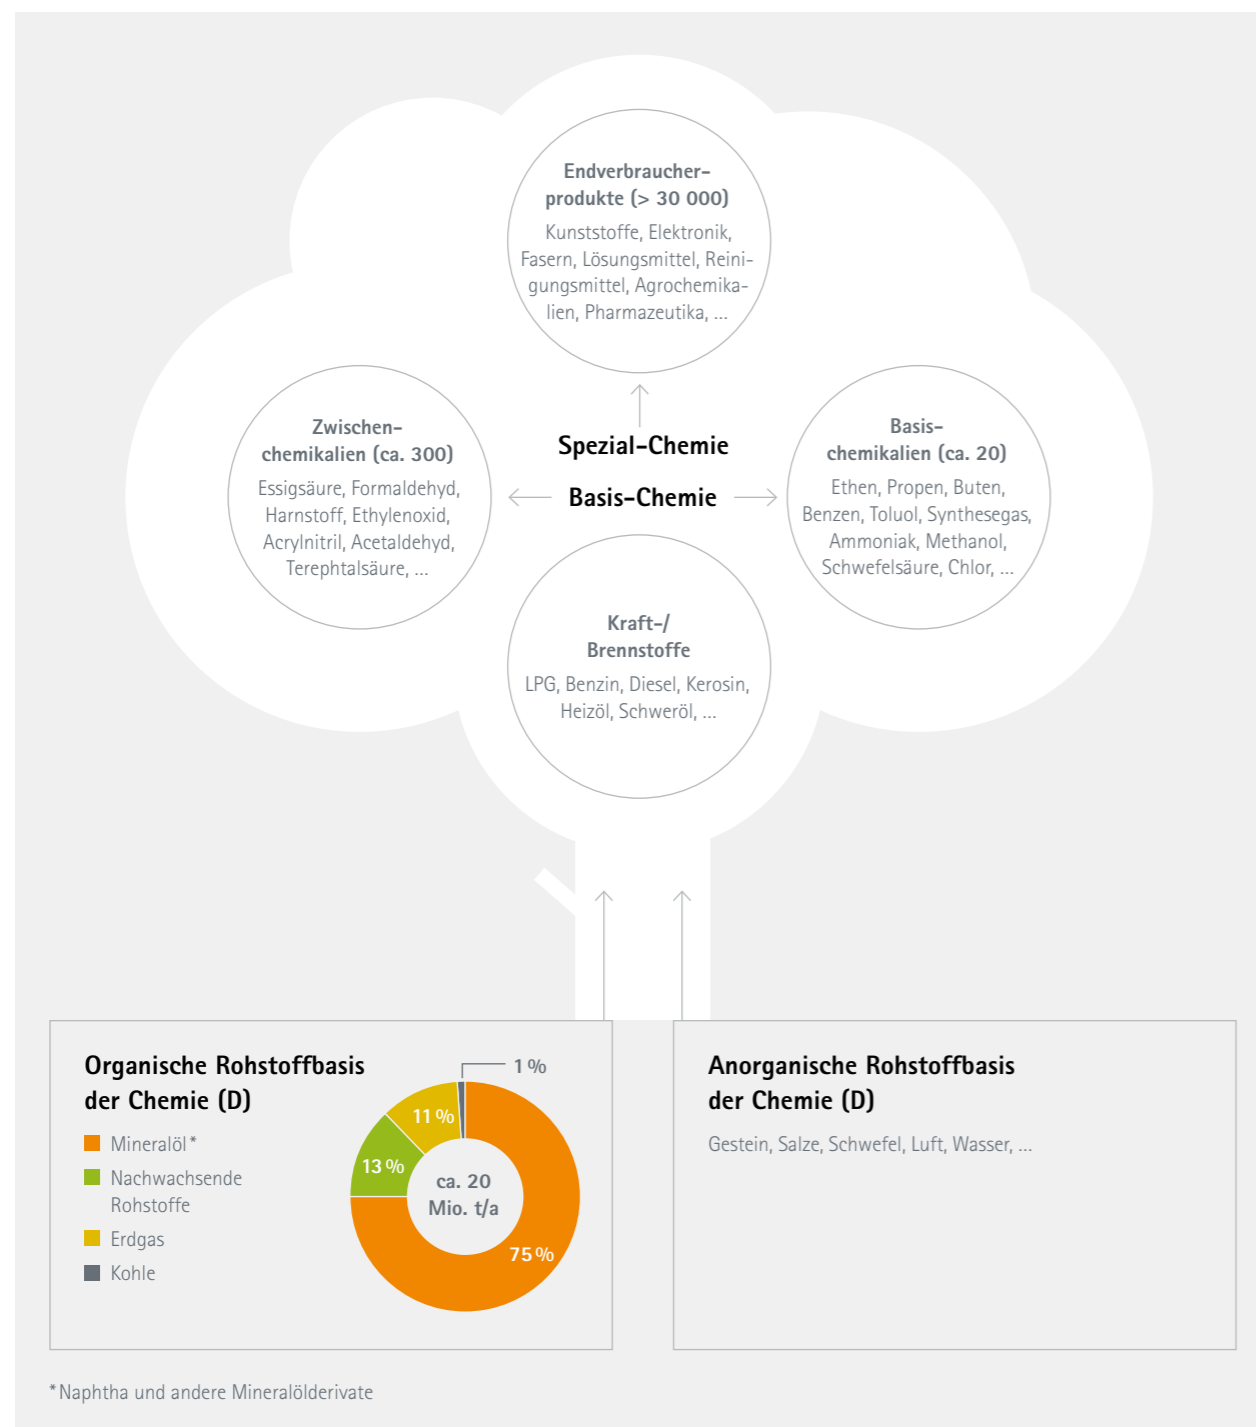 Endverbraucher-
produkte (> 30 000)
Kunststoffe, Elektronik,
Fasern, Lösungsmittel, Reini-
gungsmittel, Agrochemika-
lien, Pharmazeutika, ...
Zwischen-
chemikalien (ca. 300)
Essigsäure, Formaldehyd,
Harnstoff, Ethylenoxid,
Acrylnitril, Acetaldehyd,
Terephtalsäure, ...
Spezial-Chemie
Basis-Chemie
Basis-
chemikalien (ca. 20)
Ethen, Propen, Buten,
Benzen, Toluol, Synthesegas,
Ammoniak, Methanol,
Schwefelsäure, Chlor, ...
Kraft-/
Brennstoffe
LPG, Benzin, Diesel, Kerosin,
Heizöl, Schweröl, ...
Organische Rohstoffbasis
der Chemie (D)
Mineralöl*
Nachwachsende
Rohstoffe
Erdgas
Kohle
1 %
11 %
13 %
ca. 20
Mio. t/a
75 %
Anorganische Rohstoffbasis
der Chemie (D)
Gestein, Salze, Schwefel, Luft, Wasser, ...
*Naphtha und andere Mineralölderivate